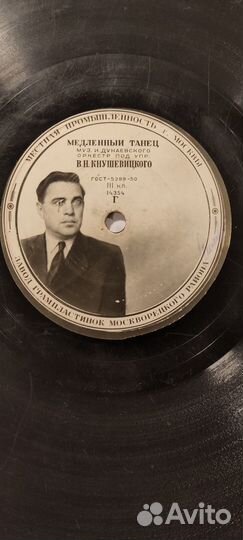 МЕСТНАЯ ПРОМЫШЛЕННОСТЬ Г. МОСКВЫ
МЕДЛЕННЫЙ ТАНЕЦ
МУЗ. И. ДУНАЕВСКОГО
ОРКЕСТР ПОД УПР.
В.Н. КНУШЕВИЦКОГО
ГОСТ-5289-50
III КЛ.
14354
Г
ЗАВОД ГРАМПЛАСТИНОК МОСКВОРЕЦКОГО РАЙОНА
Avito